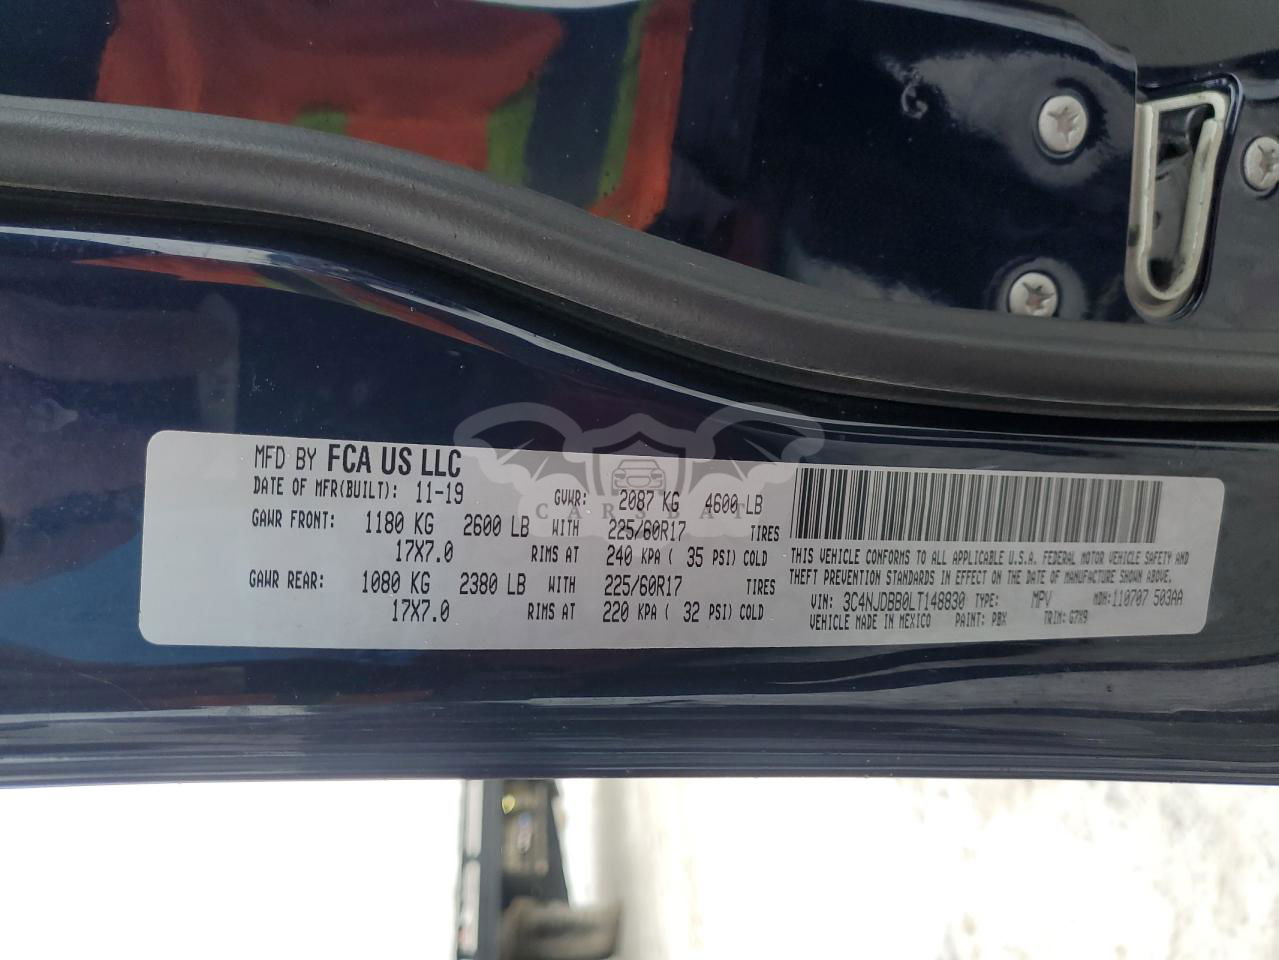 MFD BY FCA US LLC
DATE OF MFR(BUILT): 11-19 GVWR: 2087 KG 4600 LB
CARSBAT
GAWR FRONT: 1180 KG 2600 LB WITH 225/60R17 TIRES
17X7.0 RIMS AT 240 KPA ( 35 PSI) COLD
GAWR REAR: 1080 KG 2380 LB WITH 225/60R17 TIRES
17X7.0 RIMS AT 220 KPA ( 32 PSI) COLD
THIS VEHICLE CONFORMS TO ALL APPLICABLE U.S.A. FEDERAL MOTOR VEHICLE SAFETY AND
THEFT PREVENTION STANDARDS IN EFFECT ON THE DATE OF MANUFACTURE SHOWN ABOVE.
VIN: 3C4NJDBB0LT148830 TYPE: MPV MDH: 110707 503AA
VEHICLE MADE IN MEXICO PAINT: PBX TRIM: G7X9